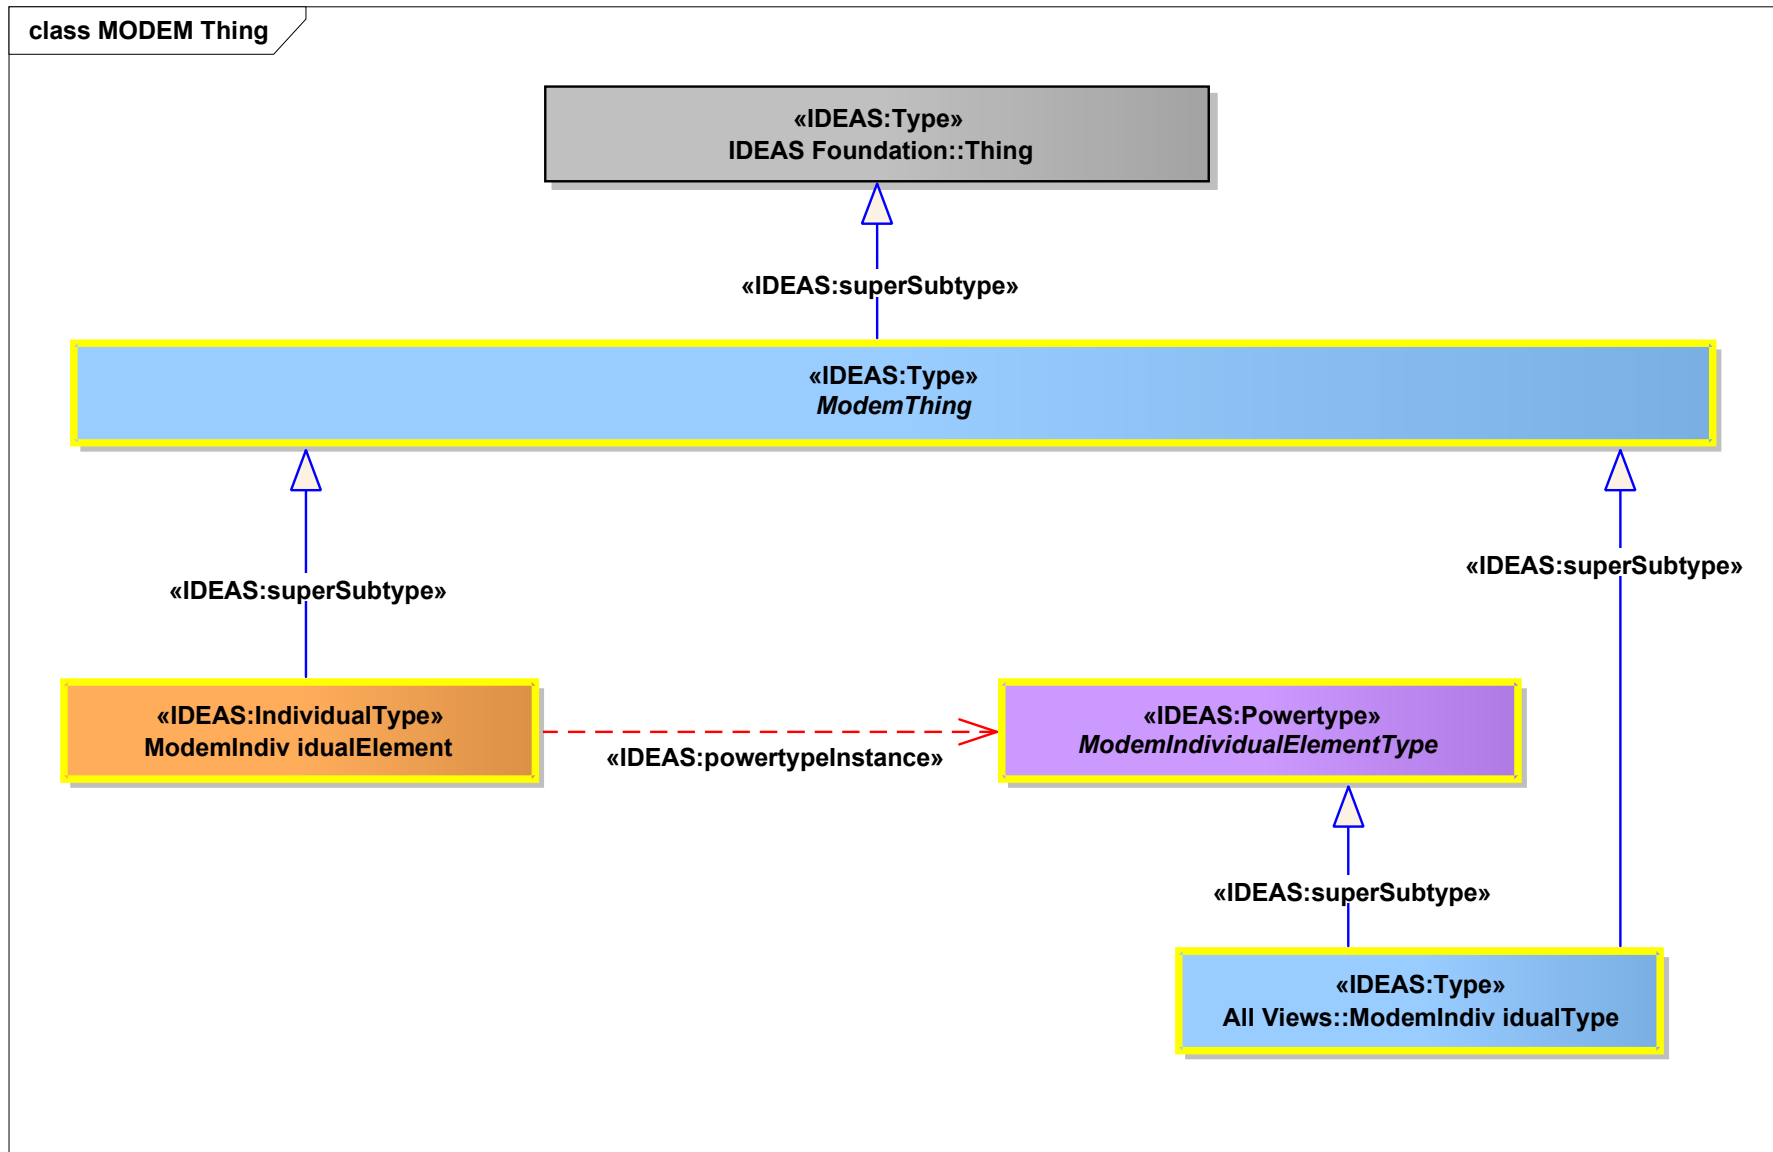 class MODEM Thing
«IDEAS:Type»
IDEAS Foundation::Thing
«IDEAS:superSubtype»
«IDEAS:Type»
ModemThing
«IDEAS:superSubtype»
«IDEAS:superSubtype»
«IDEAS:IndividualType»
ModemIndiv idualElement
«IDEAS:powertypeInstance»
«IDEAS:Powertype»
ModemIndividualElementType
«IDEAS:superSubtype»
«IDEAS:Type»
All Views::ModemIndiv idualType